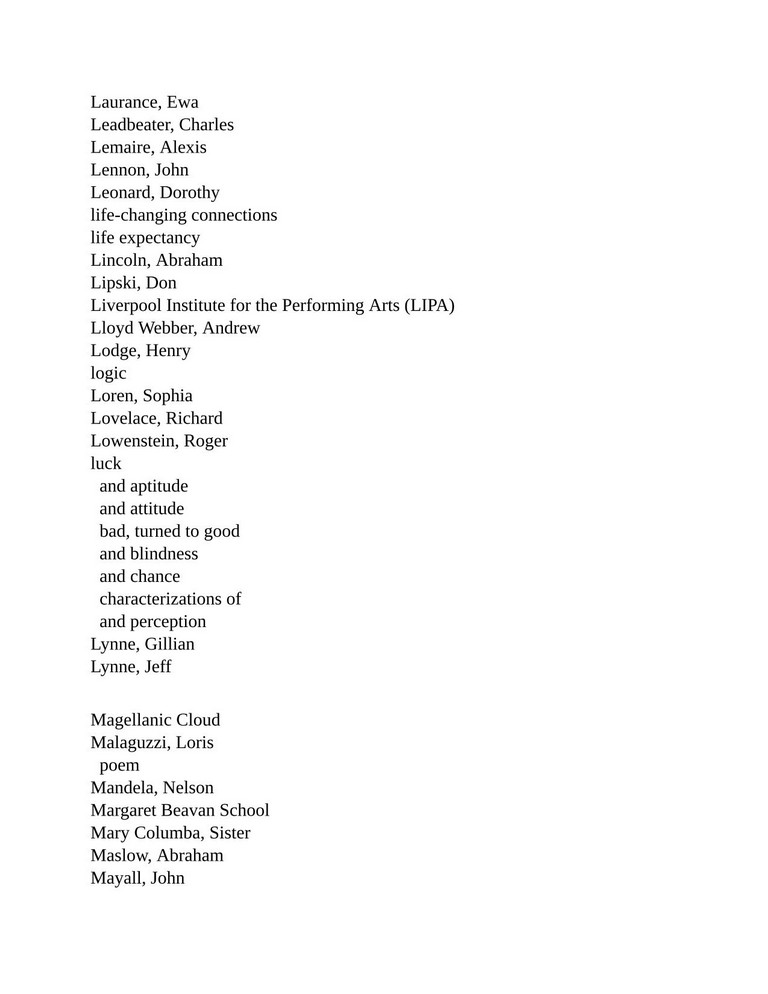 Laurance, Ewa
Leadbeater, Charles
Lemaire, Alexis
Lennon, John
Leonard, Dorothy
life-changing connections
life expectancy
Lincoln, Abraham
Lipski, Don
Liverpool Institute for the Performing Arts (LIPA)
Lloyd Webber, Andrew
Lodge, Henry
logic
Loren, Sophia
Lovelace, Richard
Lowenstein, Roger
luck
and aptitude
and attitude
bad, turned to good
and blindness
and chance
characterizations of
and perception
Lynne, Gillian
Lynne, Jeff
Magellanic Cloud
Malaguzzi, Loris
poem
Mandela, Nelson
Margaret Beavan School
Mary Columba, Sister
Maslow, Abraham
Mayall, John